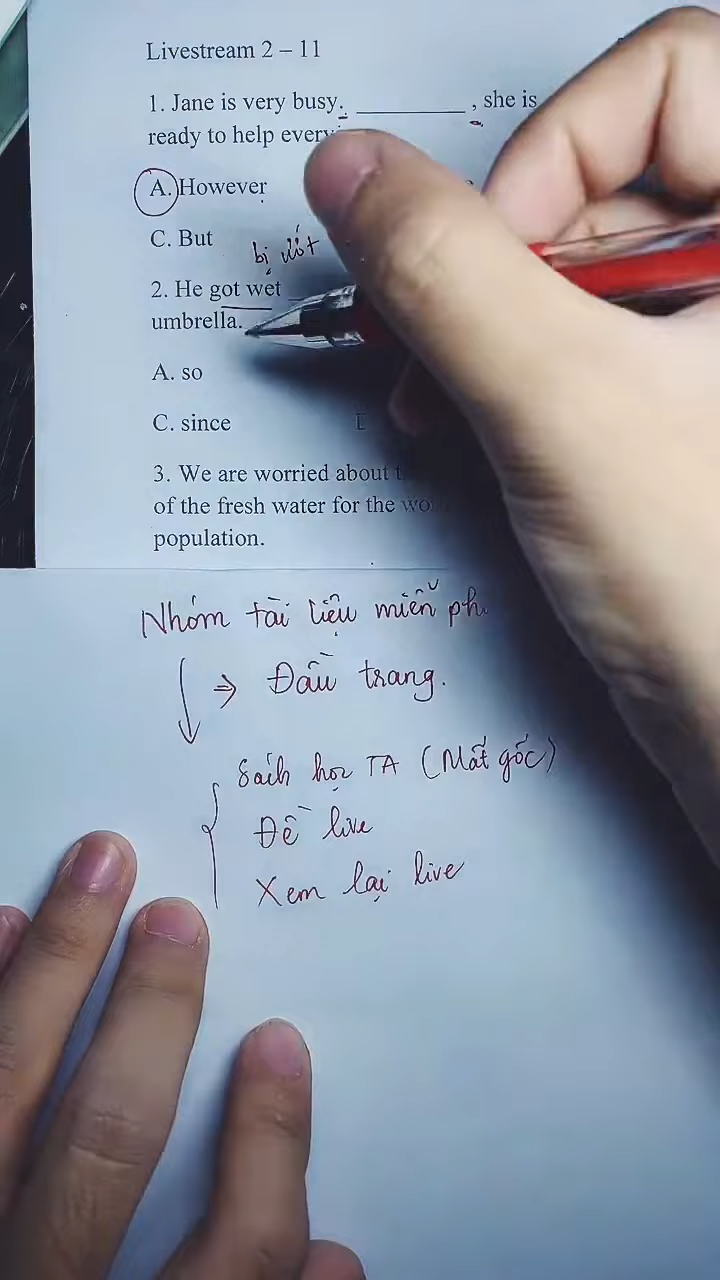 Livestream 2 – 11
1. Jane is very busy. __________ , she is
ready to help
A. However
C. But
bị ướt
2. He got wet
umbrella.
A. so
C. since
3. We are worried about
of the fresh water for the
population.
Nhóm tài liệu miễn
⇒ Đầu trang.
Sách học TA (Mất gốc)
Đề live
Xem lại live